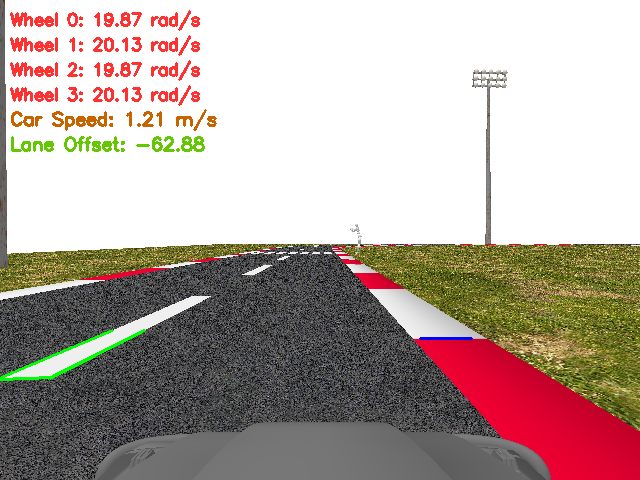 Wheel 0: 19.87 rad/s
Wheel 1: 20.13 rad/s
Wheel 2: 19.87 rad/s
Wheel 3: 20.13 rad/s
Car Speed: 1.21 m/s
Lane Offset: -62.88